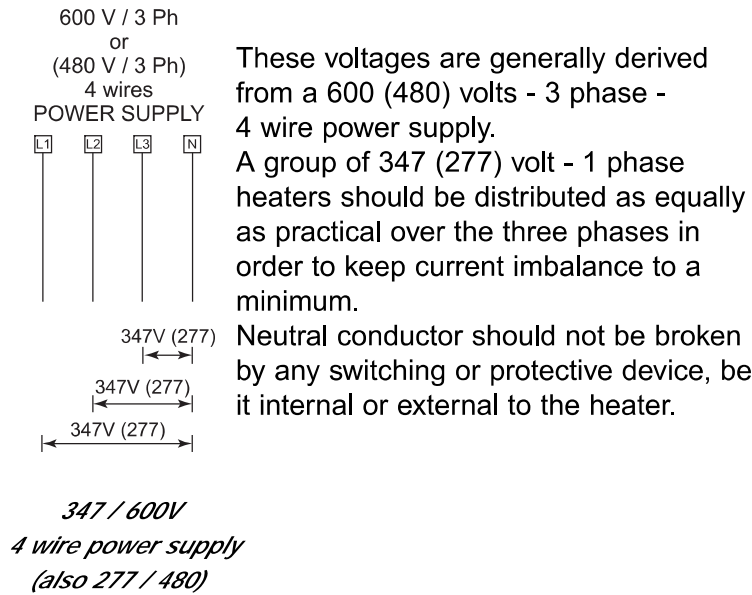 600 V / 3 Ph
or
(480 V / 3 Ph)
4 wires
POWER SUPPLY
L1 L2 L3 N
347V (277)
347V (277)
347V (277)
347 / 600V
4 wire power supply
(also 277 / 480)
These voltages are generally derived
from a 600 (480) volts - 3 phase -
4 wire power supply.
A group of 347 (277) volt - 1 phase
heaters should be distributed as equally
as practical over the three phases in
order to keep current imbalance to a
minimum.
Neutral conductor should not be broken
by any switching or protective device, be
it internal or external to the heater.